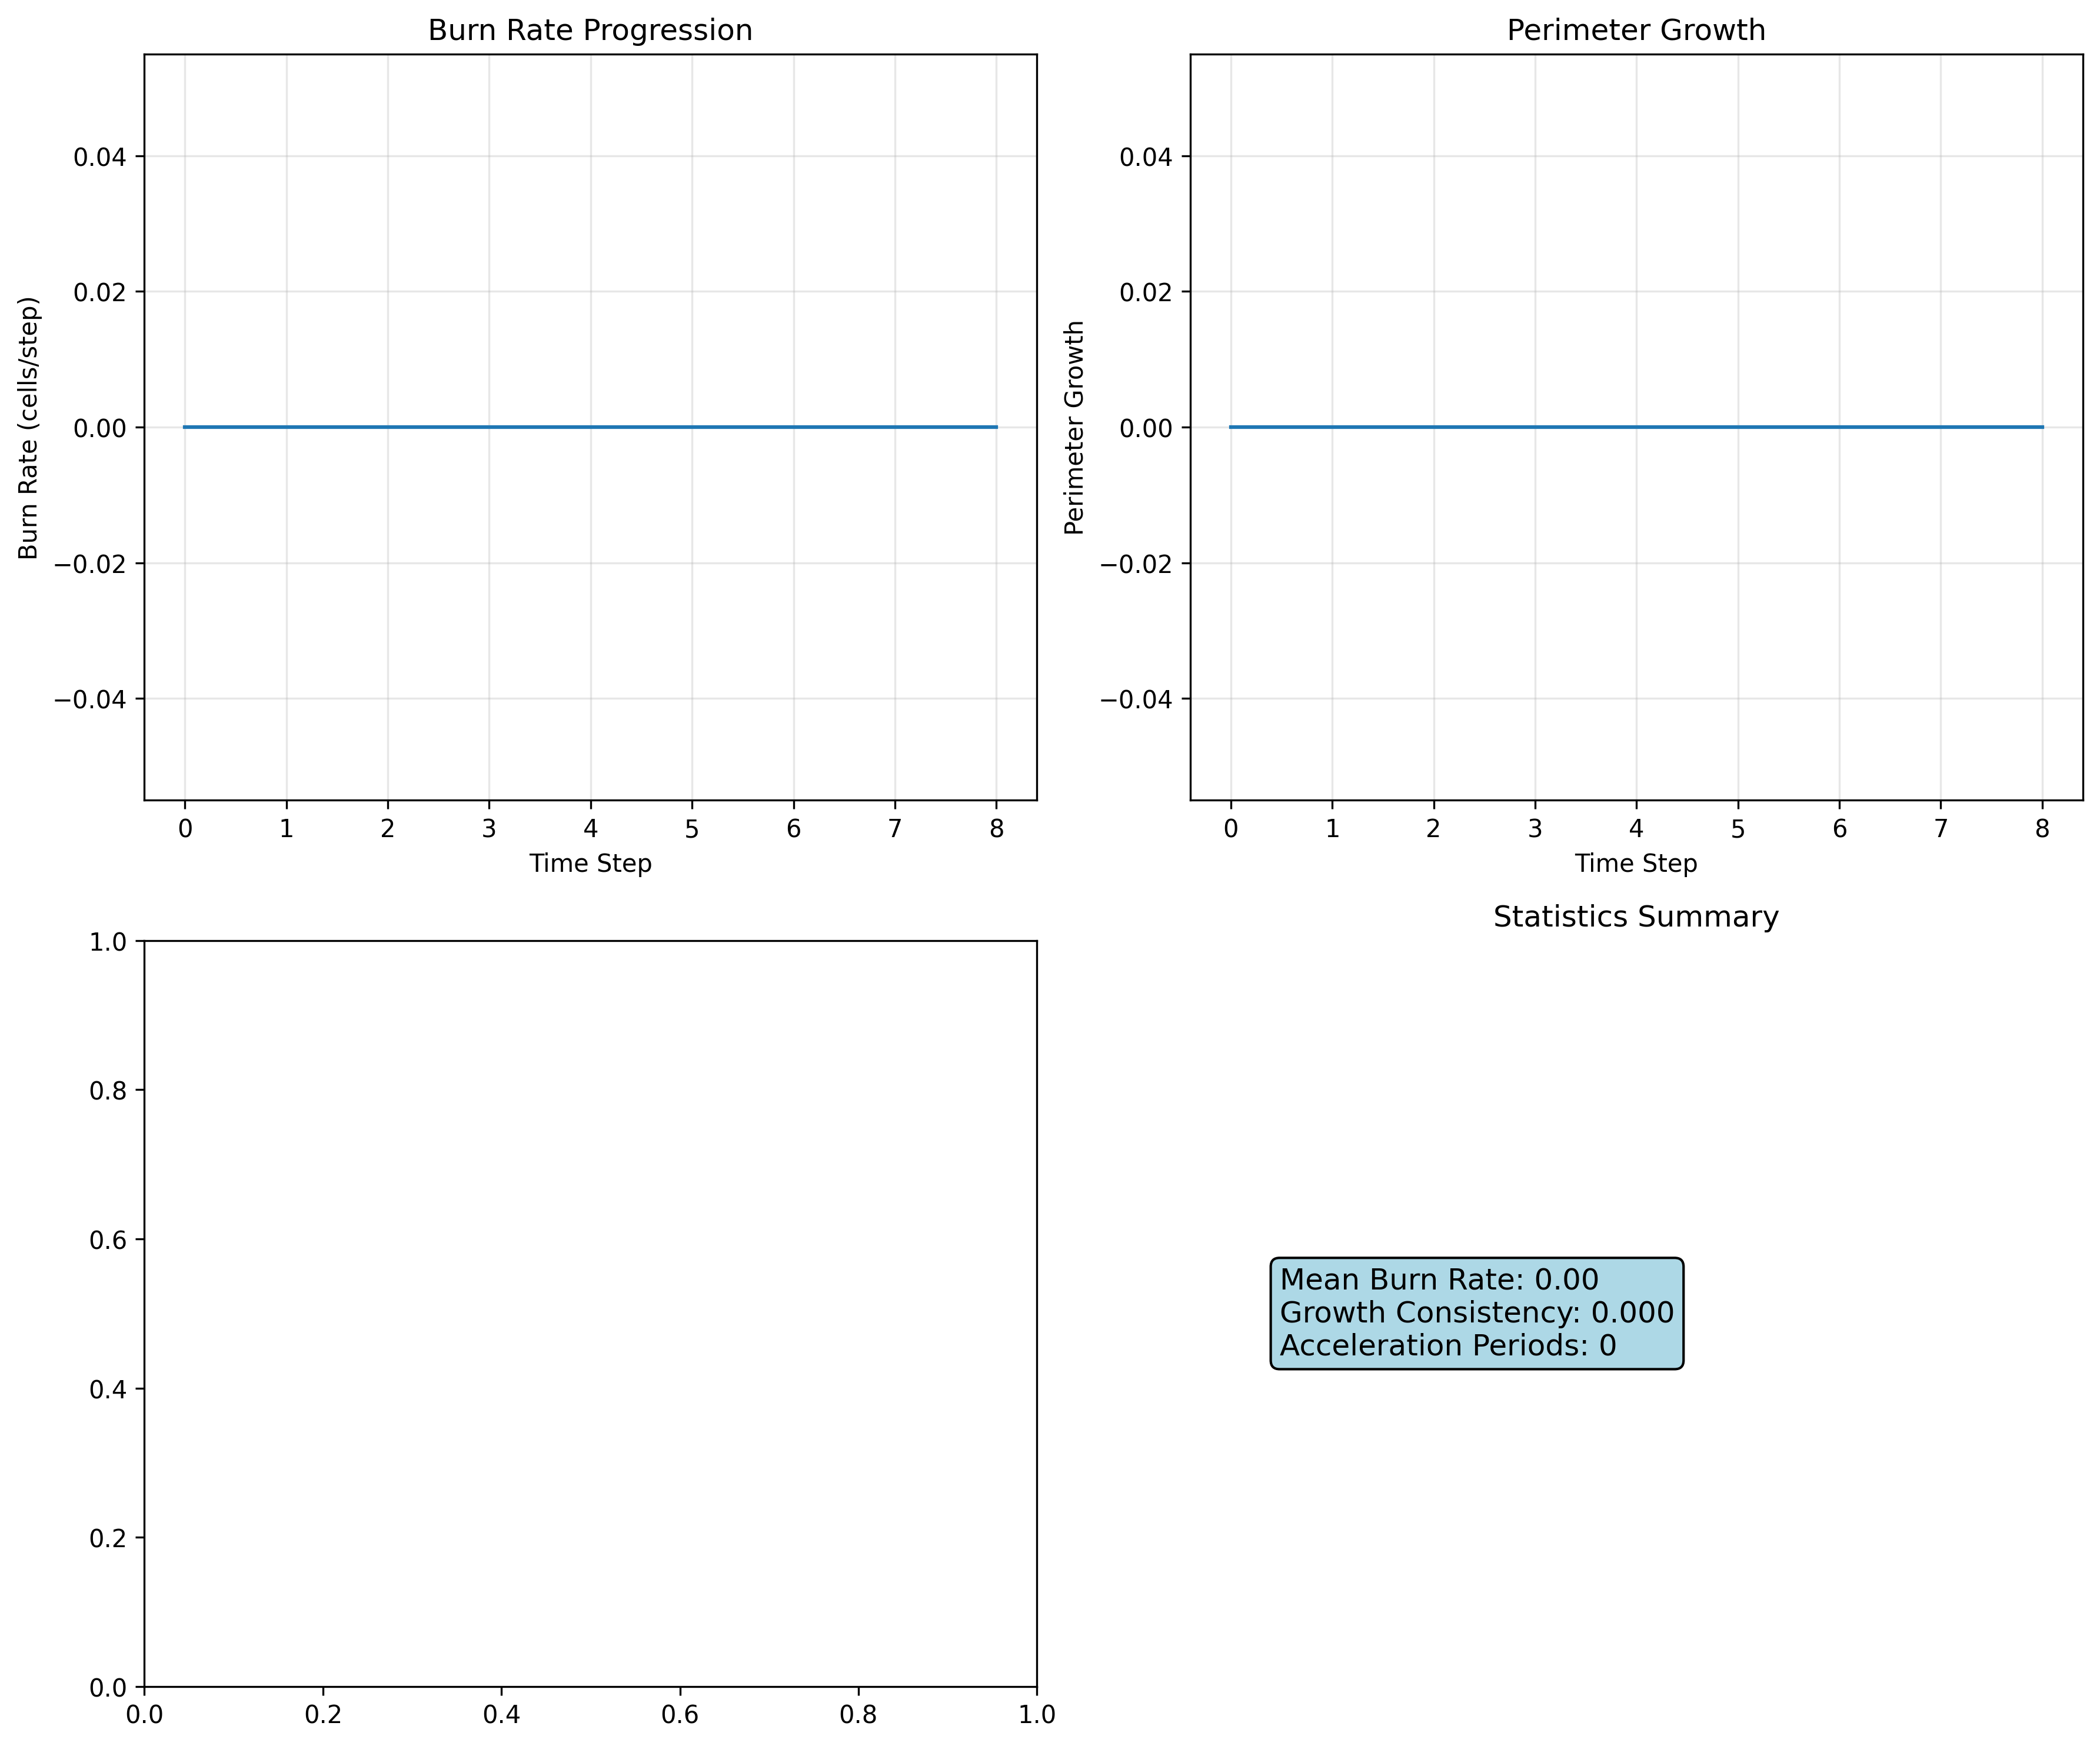 Burn Rate Progression
Burn Rate (cells/step)
0.04
0.02
0.00
−0.02
−0.04
0 1 2 3 4 5 6 7 8
Time Step
Perimeter Growth
Perimeter Growth
0.04
0.02
0.00
−0.02
−0.04
0 1 2 3 4 5 6 7 8
Time Step
1.0
0.8
0.6
0.4
0.2
0.0
0.0 0.2 0.4 0.6 0.8 1.0
Statistics Summary
Mean Burn Rate: 0.00
Growth Consistency: 0.000
Acceleration Periods: 0